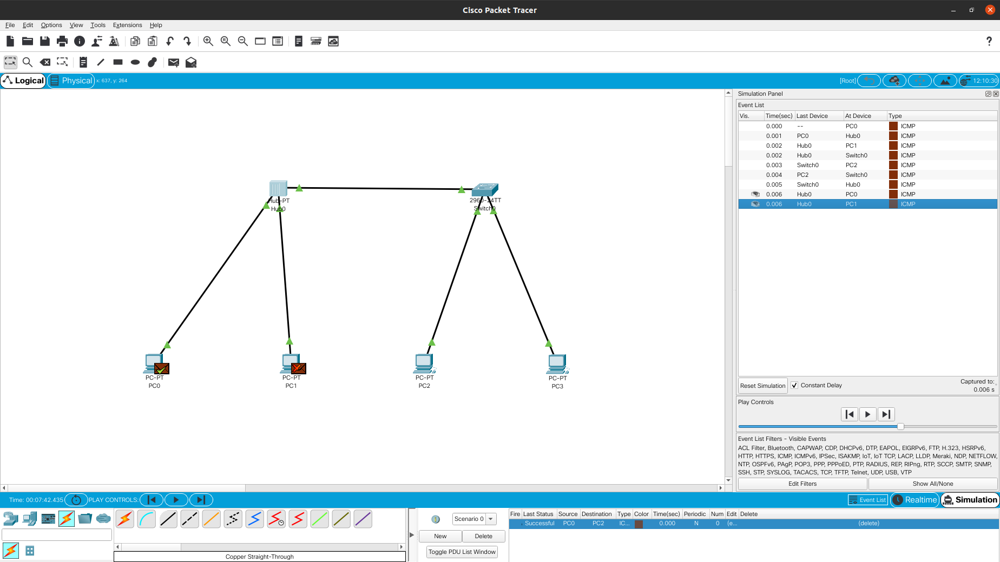 Cisco Packet Tracer
File Edit Options View Tools Extensions Help
?
Logical Physical x: 637, y: 264 [Root] 12:10:30
Simulation Panel
Event List
Vis. Time(sec) Last Device At Device Type
0.000 -- PC0 ICMP
0.001 PC0 Hub0 ICMP
0.002 Hub0 PC1 ICMP
0.002 Hub0 Switch0 ICMP
0.003 Switch0 PC2 ICMP
0.004 PC2 Switch0 ICMP
0.005 Switch0 Hub0 ICMP
0.006 Hub0 PC0 ICMP
0.006 Hub0 PC1 ICMP
Hub-PT
Hub0
2960-24TT
Switch0
PC-PT
PC0
PC-PT
PC1
PC-PT
PC2
PC-PT
PC3
Reset Simulation Constant Delay Captured to:
0.006 s
Play Controls
Event List Filters - Visible Events
ACL Filter, Bluetooth, CAPWAP, CDP, DHCPv6, DTP, EAPOL, EIGRPv6, FTP, H.323, HSRPv6,
HTTP, HTTPS, ICMP, ICMPv6, IPSec, ISAKMP, IoT, IoT TCP, LACP, LLDP, Meraki, NDP, NETFLOW,
NTP, OSPFv6, PAgP, POP3, PPP, PPPoED, PTP, RADIUS, REP, RIPng, RTP, SCCP, SMTP, SNMP,
SSH, STP, SYSLOG, TACACS, TCP, TFTP, Telnet, UDP, USB, VTP
Edit Filters Show All/None
Time: 00:07:42.435 PLAY CONTROLS: Event List Realtime Simulation
Scenario 0
New Delete
Toggle PDU List Window
Copper Straight-Through
Fire Last Status Source Destination Type Color Time(sec) Periodic Num Edit Delete
Successful PC0 PC2 IC... 0.000 N 0 (e... (delete)